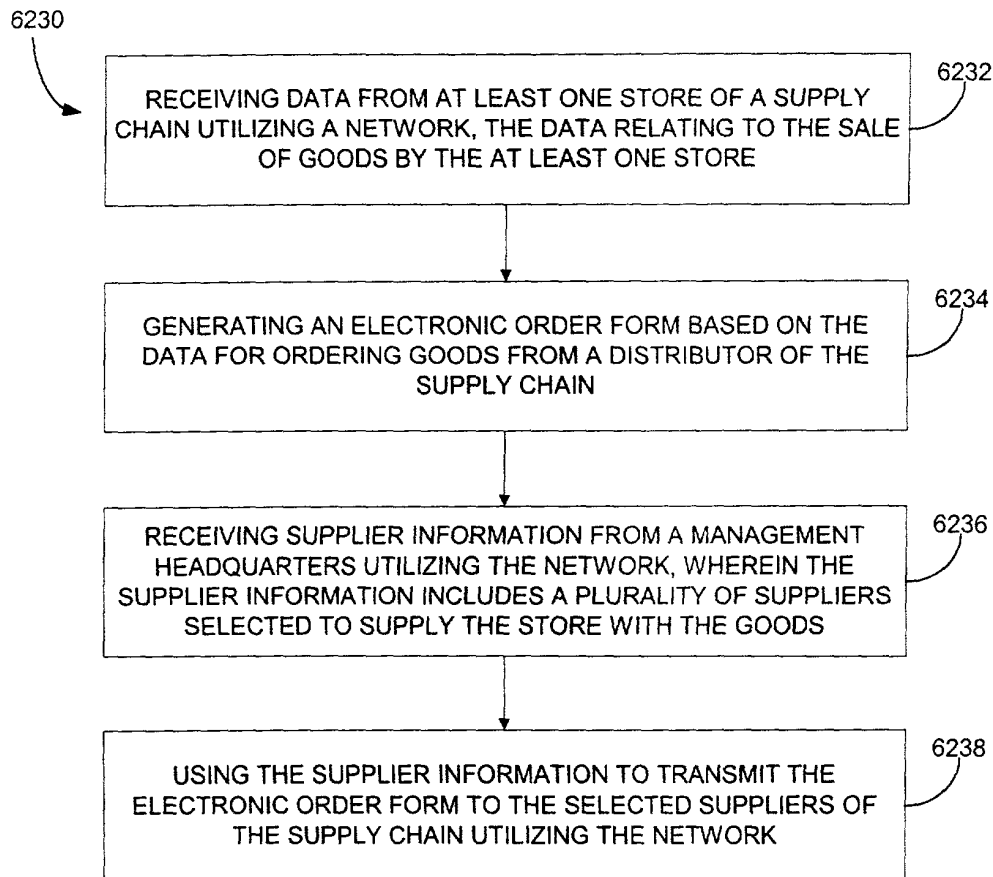 6230
6232
RECEIVING DATA FROM AT LEAST ONE STORE OF A SUPPLY
CHAIN UTILIZING A NETWORK, THE DATA RELATING TO THE SALE
OF GOODS BY THE AT LEAST ONE STORE
6234
GENERATING AN ELECTRONIC ORDER FORM BASED ON THE
DATA FOR ORDERING GOODS FROM A DISTRIBUTOR OF THE
SUPPLY CHAIN
6236
RECEIVING SUPPLIER INFORMATION FROM A MANAGEMENT
HEADQUARTERS UTILIZING THE NETWORK, WHEREIN THE
SUPPLIER INFORMATION INCLUDES A PLURALITY OF SUPPLIERS
SELECTED TO SUPPLY THE STORE WITH THE GOODS
6238
USING THE SUPPLIER INFORMATION TO TRANSMIT THE
ELECTRONIC ORDER FORM TO THE SELECTED SUPPLIERS OF
THE SUPPLY CHAIN UTILIZING THE NETWORK